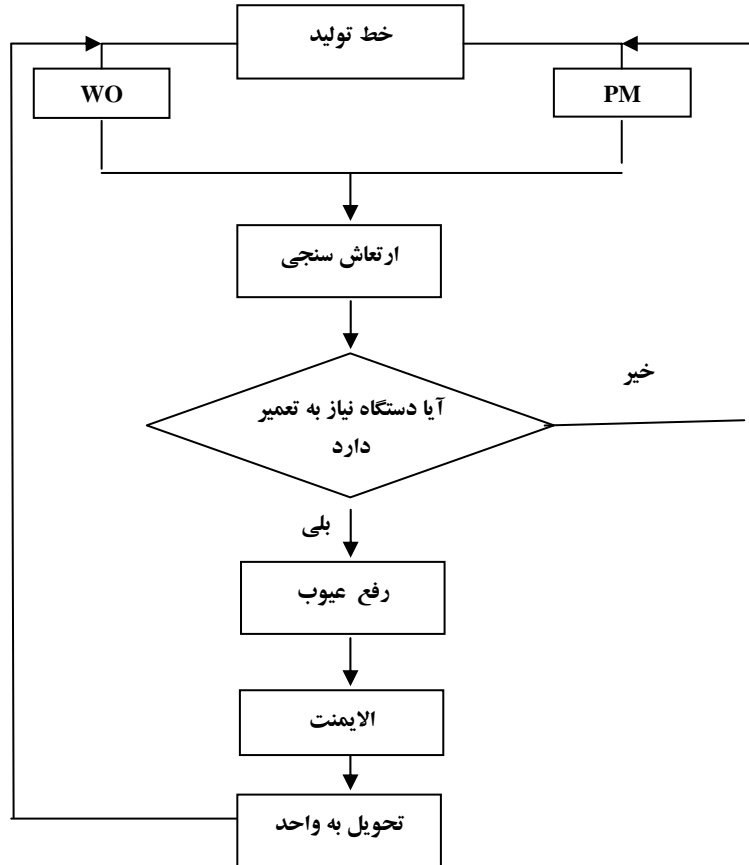 خط تولید
WO
PM
ارتعاش سنجی
خیر
آیا دستگاه نیاز به تعمیر
دارد
بلی
رفع عیوب
الایمنت
تحویل به واحد